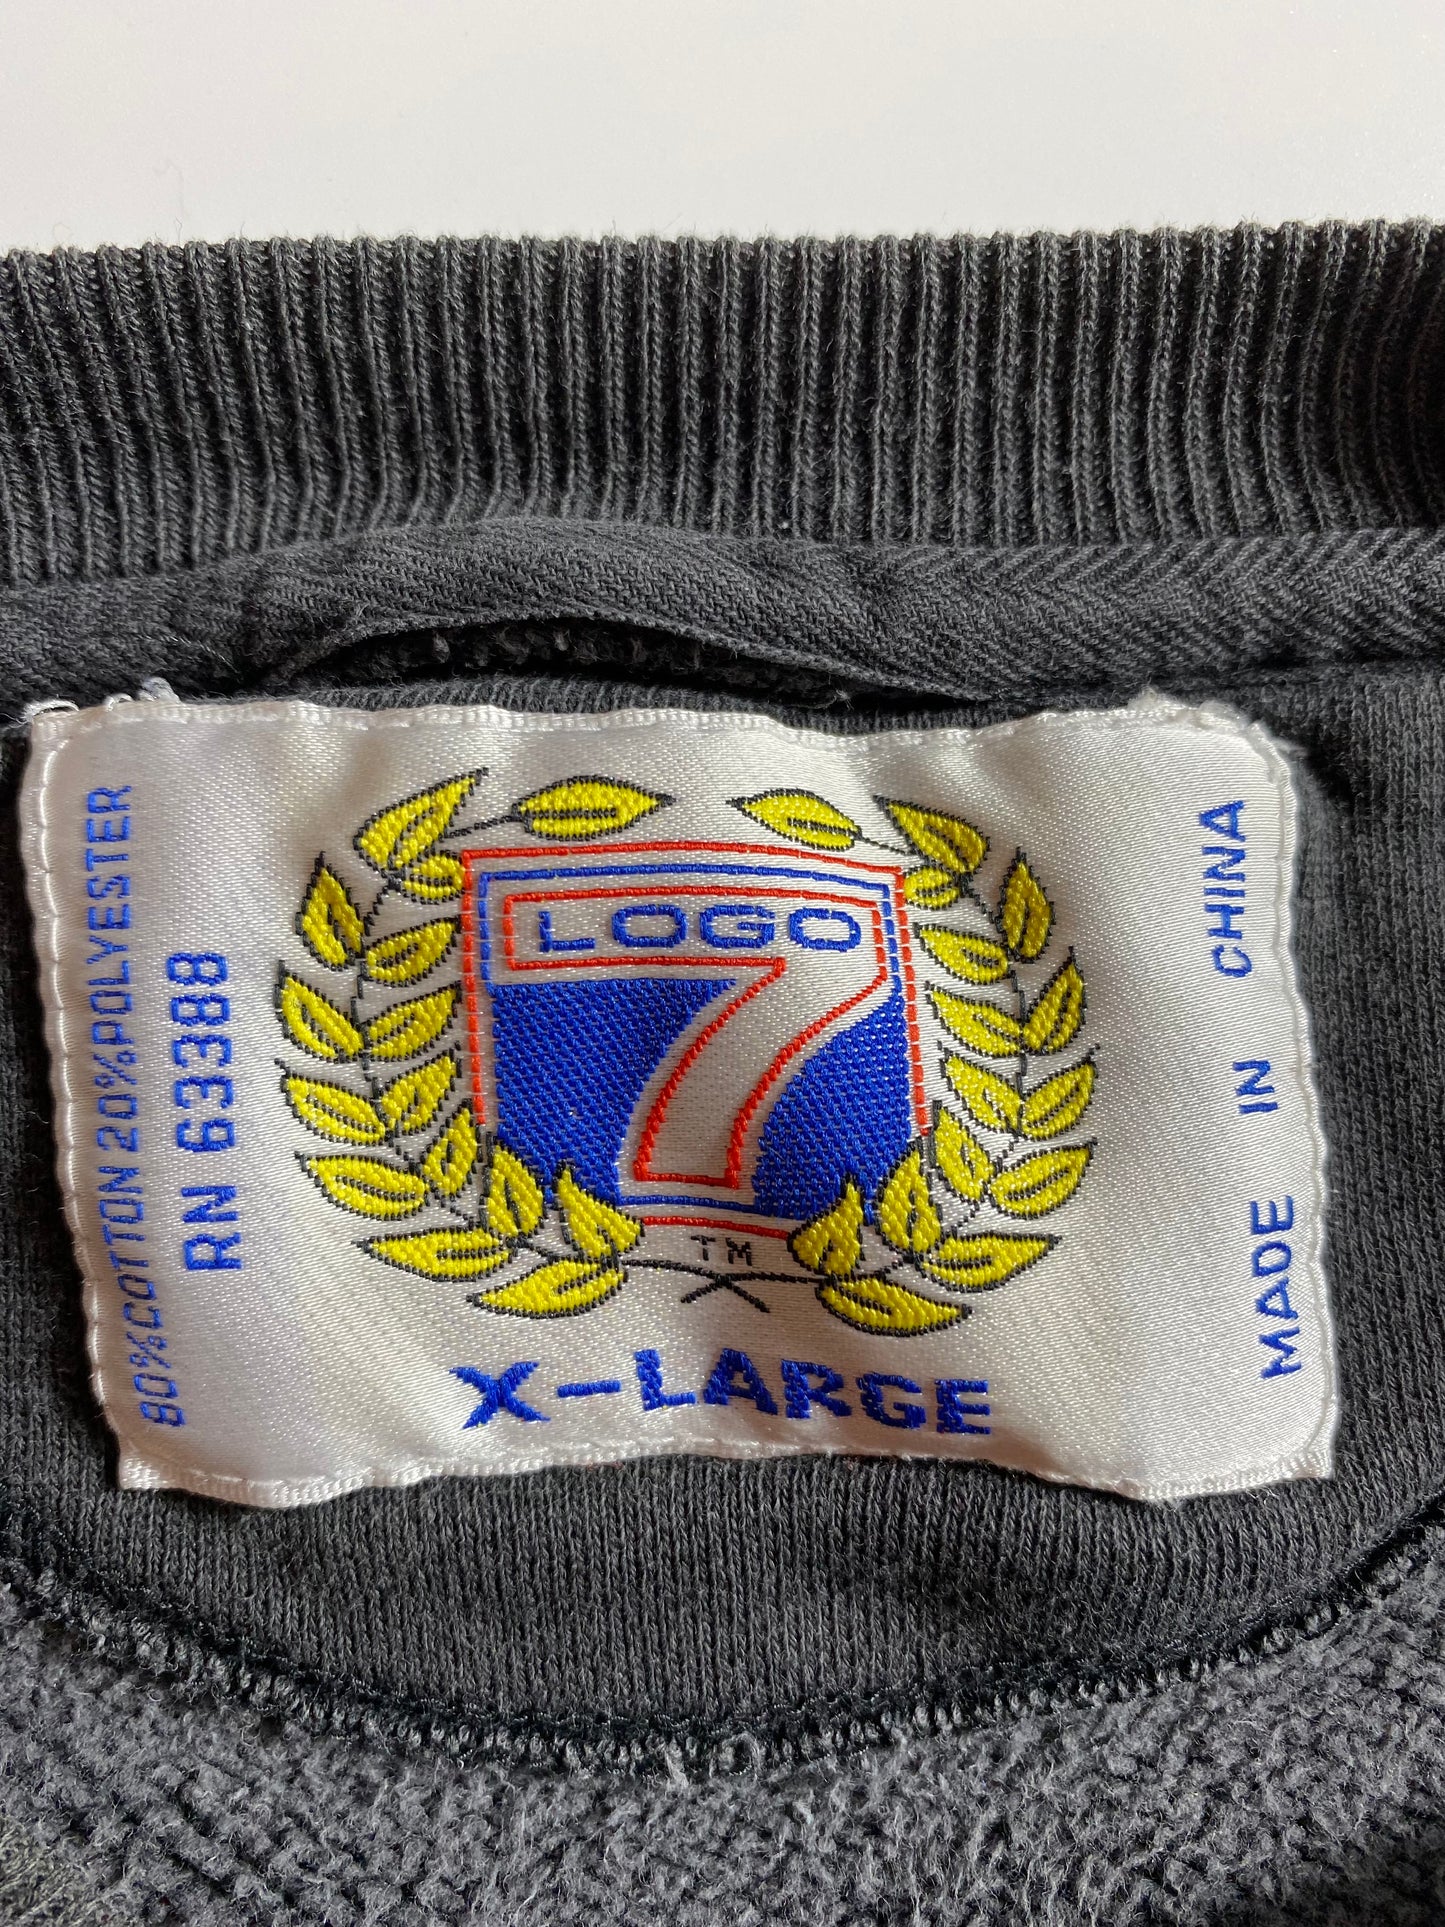 80% COTTON 20% POLYESTER
RN 63388
LOGO
7
TM
X-LARGE
MADE IN CHINA